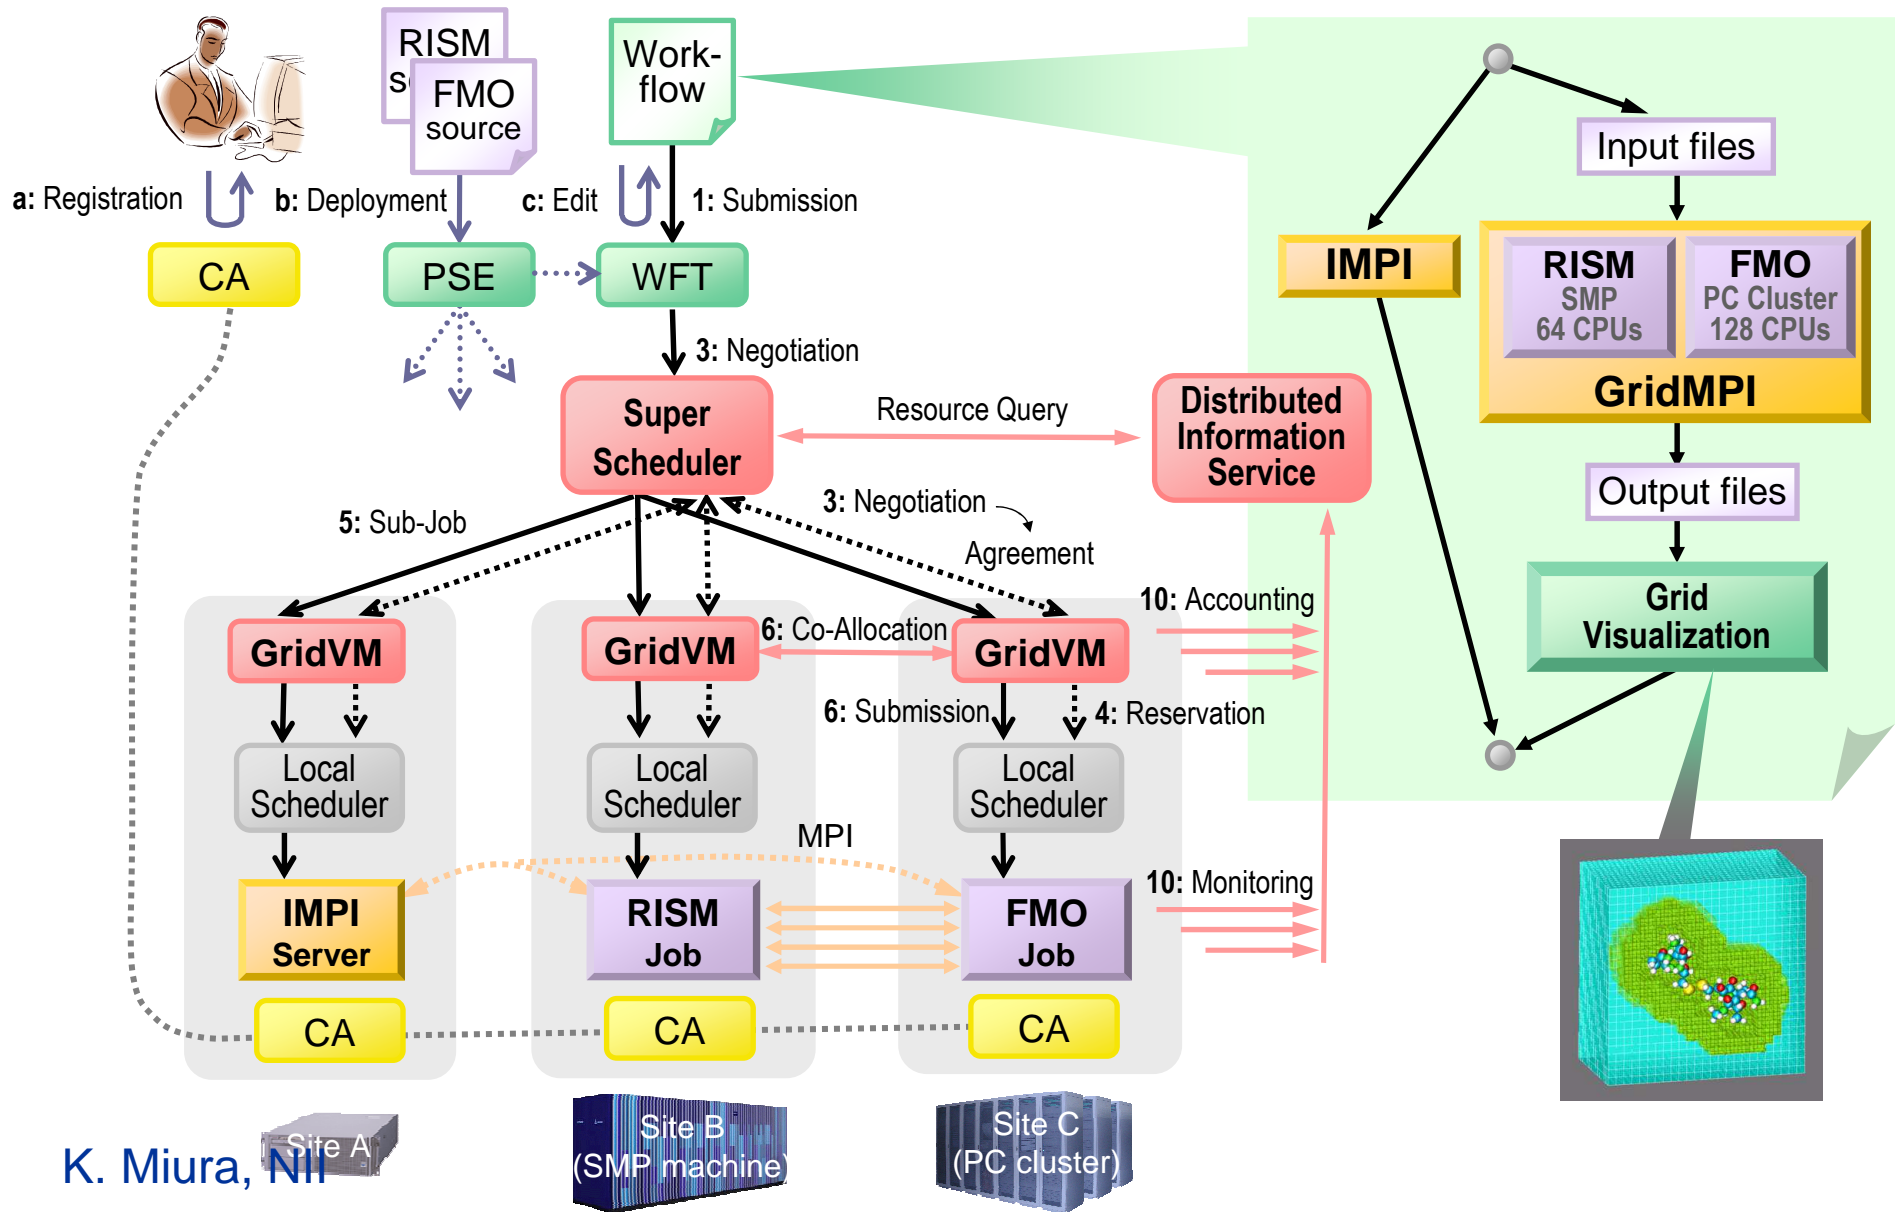 RISM
FMO
source
Work-
flow
a: Registration
b: Deployment
c: Edit
1: Submission
CA
PSE
WFT
3: Negotiation
Super
Scheduler
Resource Query
Distributed
Information
Service
5: Sub-Job
3: Negotiation
Agreement
GridVM
GridVM
GridVM
6: Co-Allocation
10: Accounting
6: Submission
4: Reservation
Local
Scheduler
Local
Scheduler
Local
Scheduler
MPI
IMPI
Server
RISM
Job
FMO
Job
10: Monitoring
CA
CA
CA
Site A
Site B
(SMP machine)
Site C
(PC cluster)
K. Miura, NII
Input files
IMPI
RISM
SMP
64 CPUs
FMO
PC Cluster
128 CPUs
GridMPI
Output files
Grid
Visualization